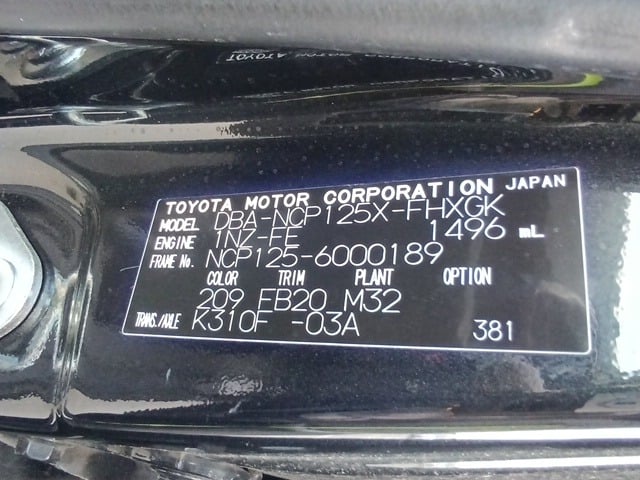 TOYOTA MOTOR CORPORATION JAPAN
MODEL DBA-NCP125X-FHXGK
ENGINE 1NZ-FE 1496 mL
FRAME No. NCP125-6000189
COLOR TRIM PLANT OPTION
209 FB20 M32
TRANS./AXLE K310F -03A 381